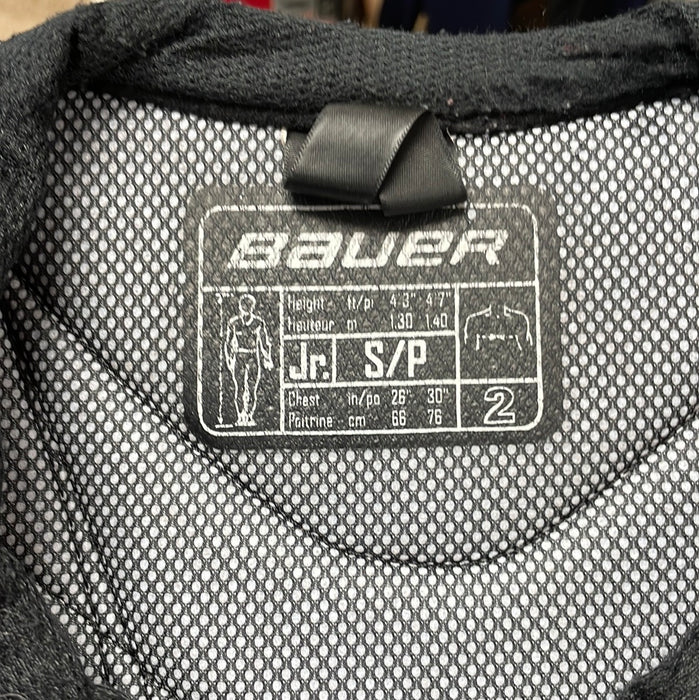 BAUER
Height ft/pi 4'3" 4'7"
Hauteur m 1.30 1.40
Jr. S/P
Chest in/po 26" 30"
Poitrine cm 66 76
2